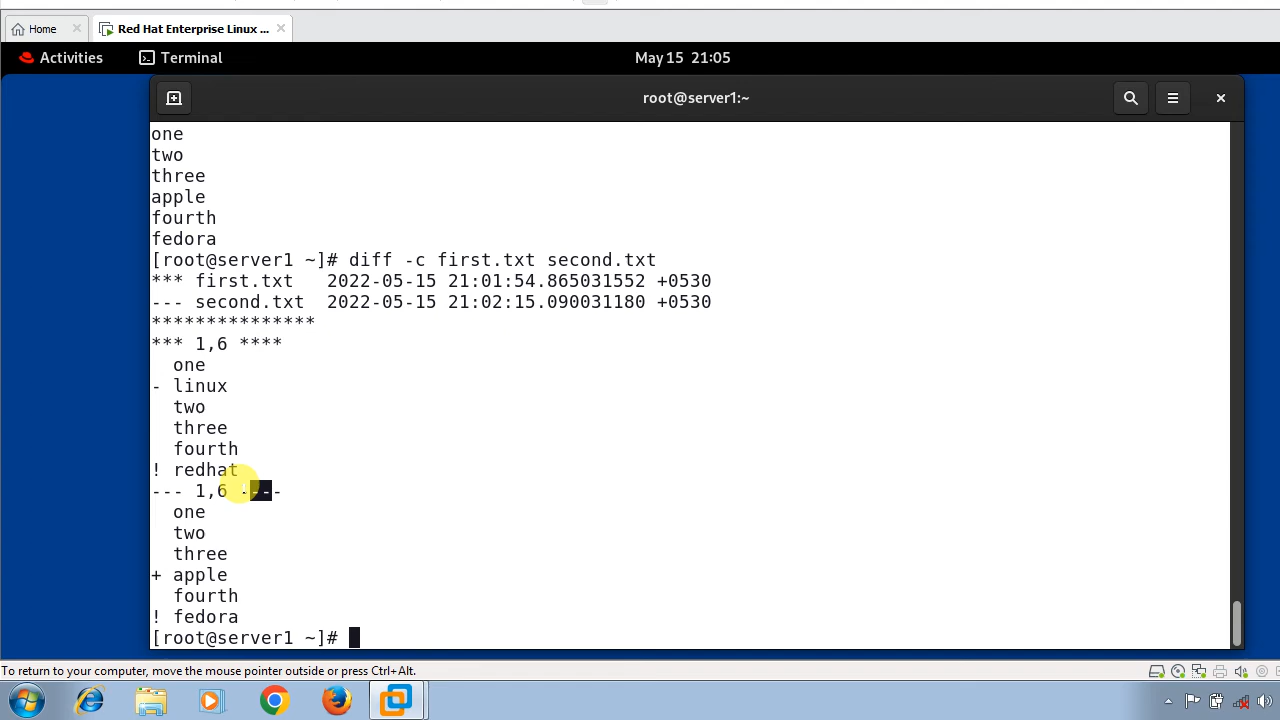 Home
Red Hat Enterprise Linux ...
Activities
Terminal
May 15 21:05
root@server1:~
one
two
three
apple
fourth
fedora
[root@server1 ~]# diff -c first.txt second.txt
*** first.txt   2022-05-15 21:01:54.865031552 +0530
--- second.txt  2022-05-15 21:02:15.090031180 +0530
***************
*** 1,6 ****
  one
- linux
  two
  three
  fourth
! redhat
--- 1,6 ----
  one
  two
  three
+ apple
  fourth
! fedora
[root@server1 ~]#
To return to your computer, move the mouse pointer outside or press Ctrl+Alt.